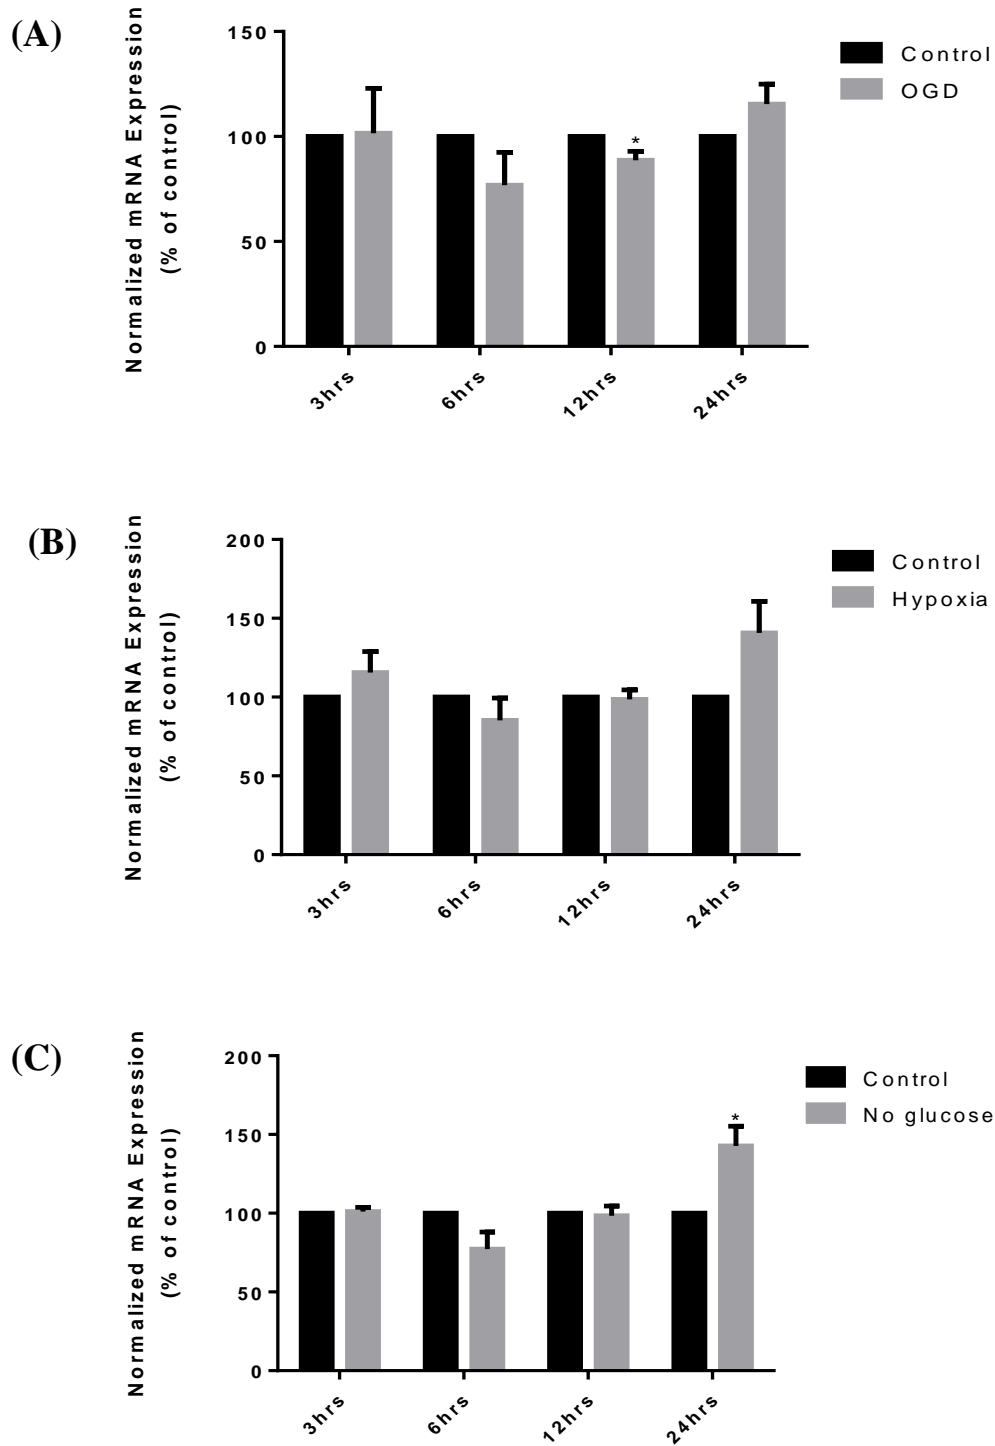 (A)
Normalized mRNA Expression
(% of control)
150
100
50
0
*
3hrs
6hrs
12hrs
24hrs
Control
OGD
(B)
Normalized mRNA Expression
(% of control)
200
150
100
50
0
3hrs
6hrs
12hrs
24hrs
Control
Hypoxia
(C)
Normalized mRNA Expression
(% of control)
200
150
100
50
0
*
3hrs
6hrs
12hrs
24hrs
Control
No glucose